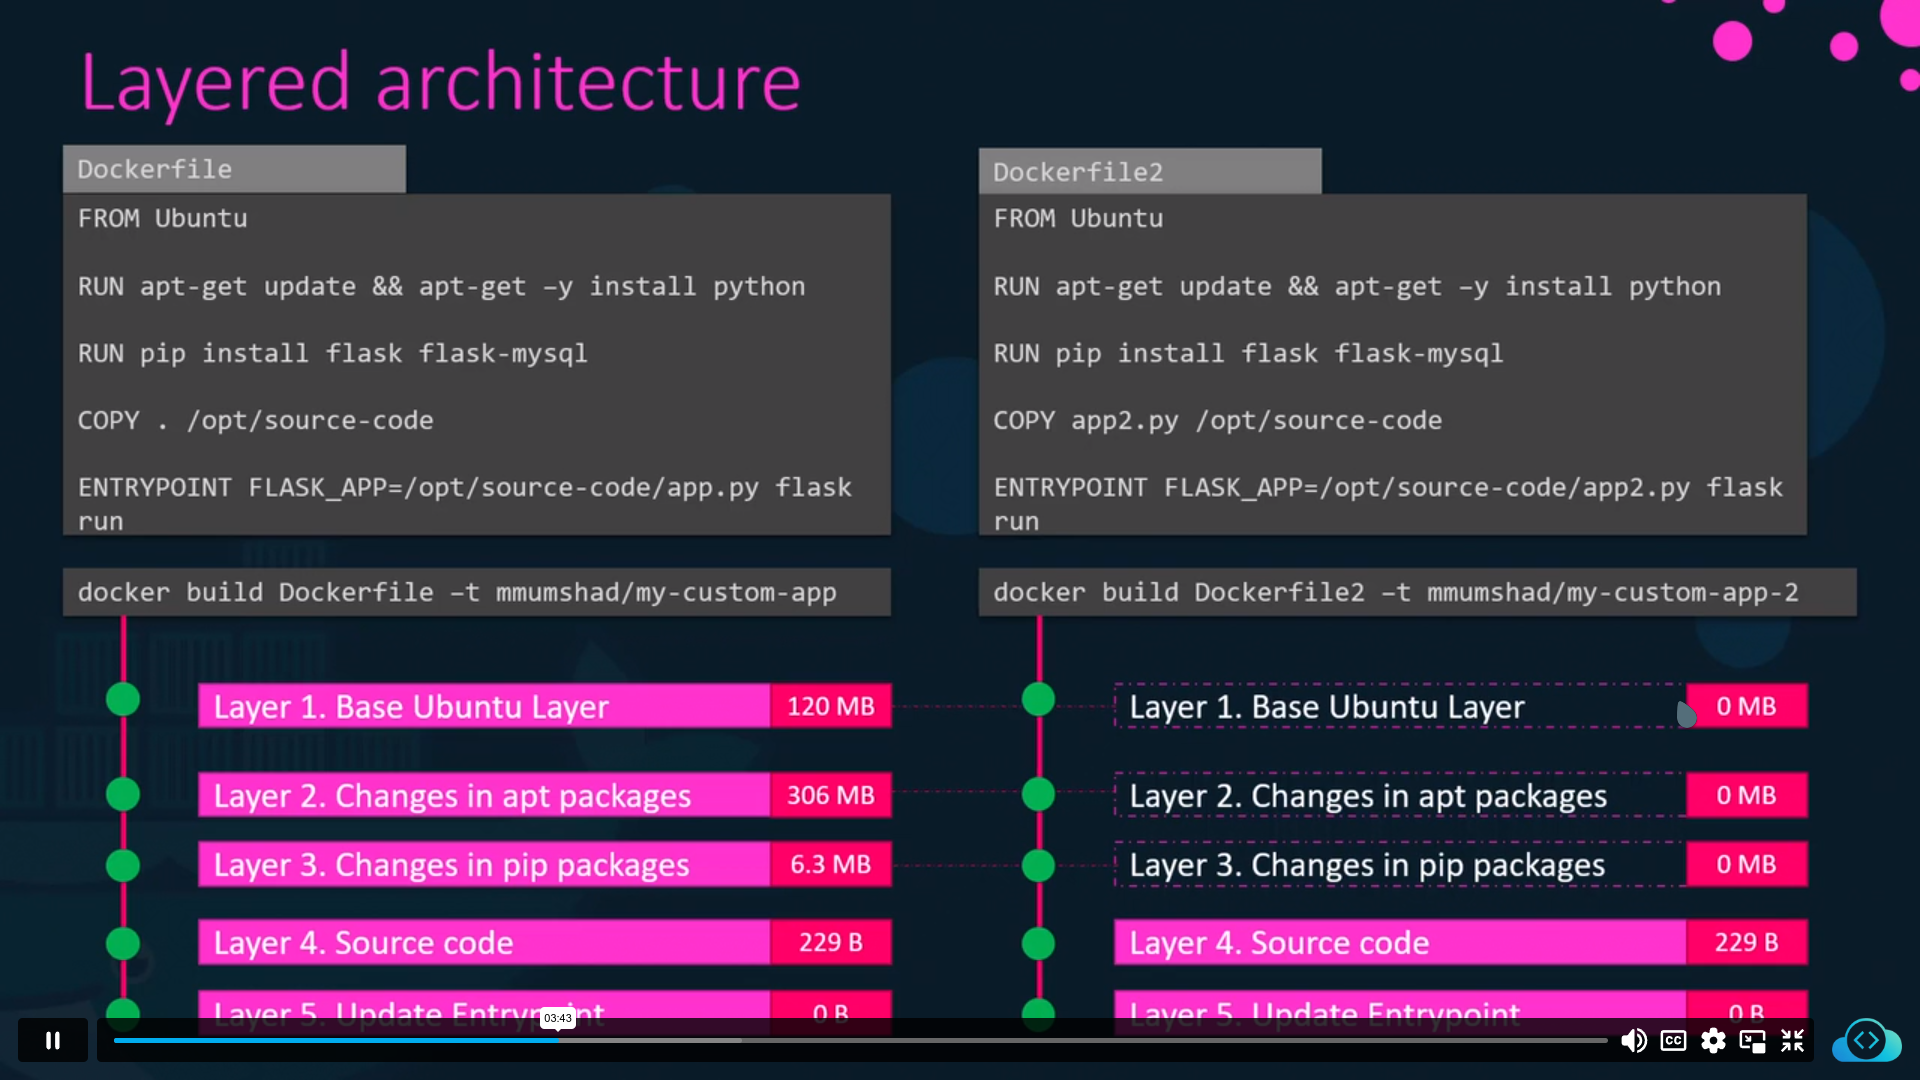 Layered architecture
Dockerfile
FROM Ubuntu
RUN apt-get update && apt-get –y install python
RUN pip install flask flask-mysql
COPY . /opt/source-code
ENTRYPOINT FLASK_APP=/opt/source-code/app.py flask
run
docker build Dockerfile –t mmumshad/my-custom-app
Layer 1. Base Ubuntu Layer 120 MB
Layer 2. Changes in apt packages 306 MB
Layer 3. Changes in pip packages 6.3 MB
Layer 4. Source code 229 B
Layer 5. Update Entrypoint 0 B
Dockerfile2
FROM Ubuntu
RUN apt-get update && apt-get –y install python
RUN pip install flask flask-mysql
COPY app2.py /opt/source-code
ENTRYPOINT FLASK_APP=/opt/source-code/app2.py flask
run
docker build Dockerfile2 –t mmumshad/my-custom-app-2
Layer 1. Base Ubuntu Layer 0 MB
Layer 2. Changes in apt packages 0 MB
Layer 3. Changes in pip packages 0 MB
Layer 4. Source code 229 B
Layer 5. Update Entrypoint 0 B
03:43
CC